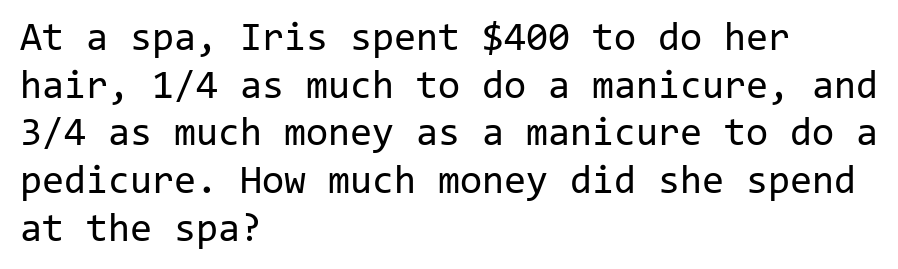 At a spa, Iris spent $400 to do her
hair, 1/4 as much to do a manicure, and
3/4 as much money as a manicure to do a
pedicure. How much money did she spend
at the spa?